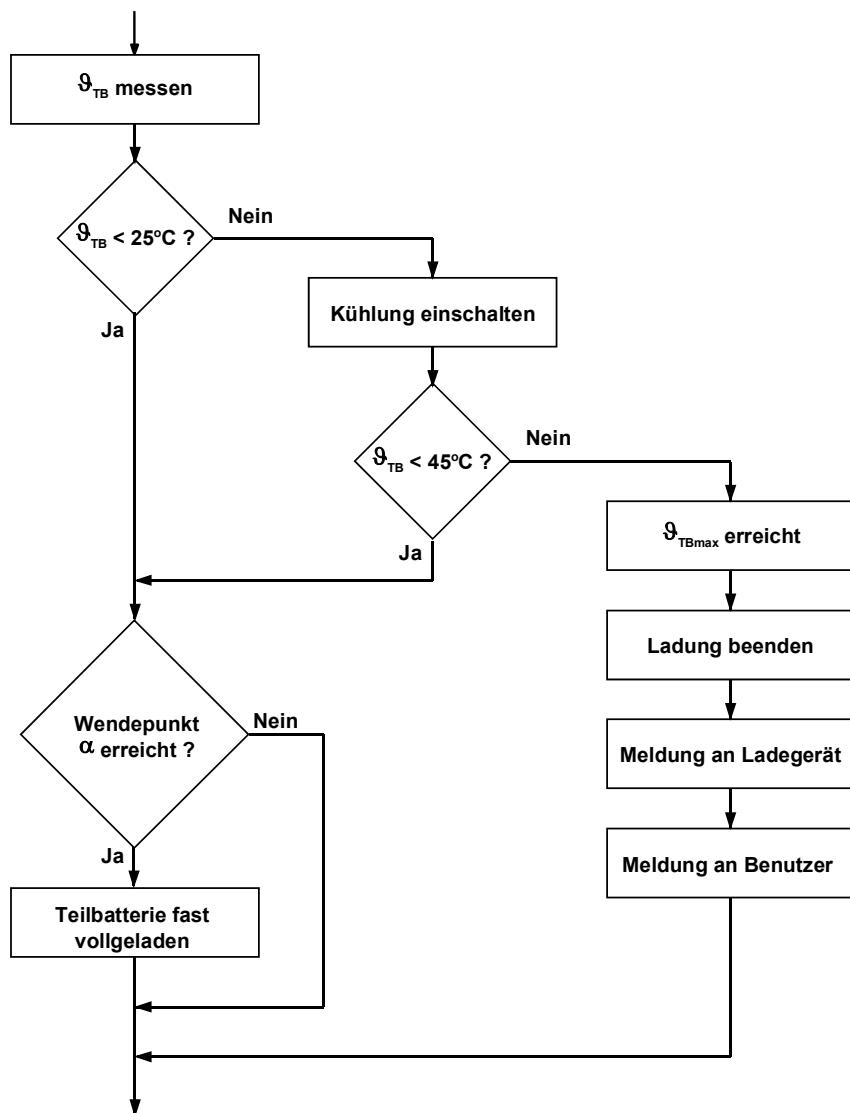 ϑTB messen
ϑTB < 25°C ?
Nein
Ja
Kühlung einschalten
ϑTB < 45°C ?
Nein
Ja
ϑTBmax erreicht
Ladung beenden
Meldung an Ladegerät
Meldung an Benutzer
Wendepunkt
α erreicht ?
Nein
Ja
Teilbatterie fast
vollgeladen